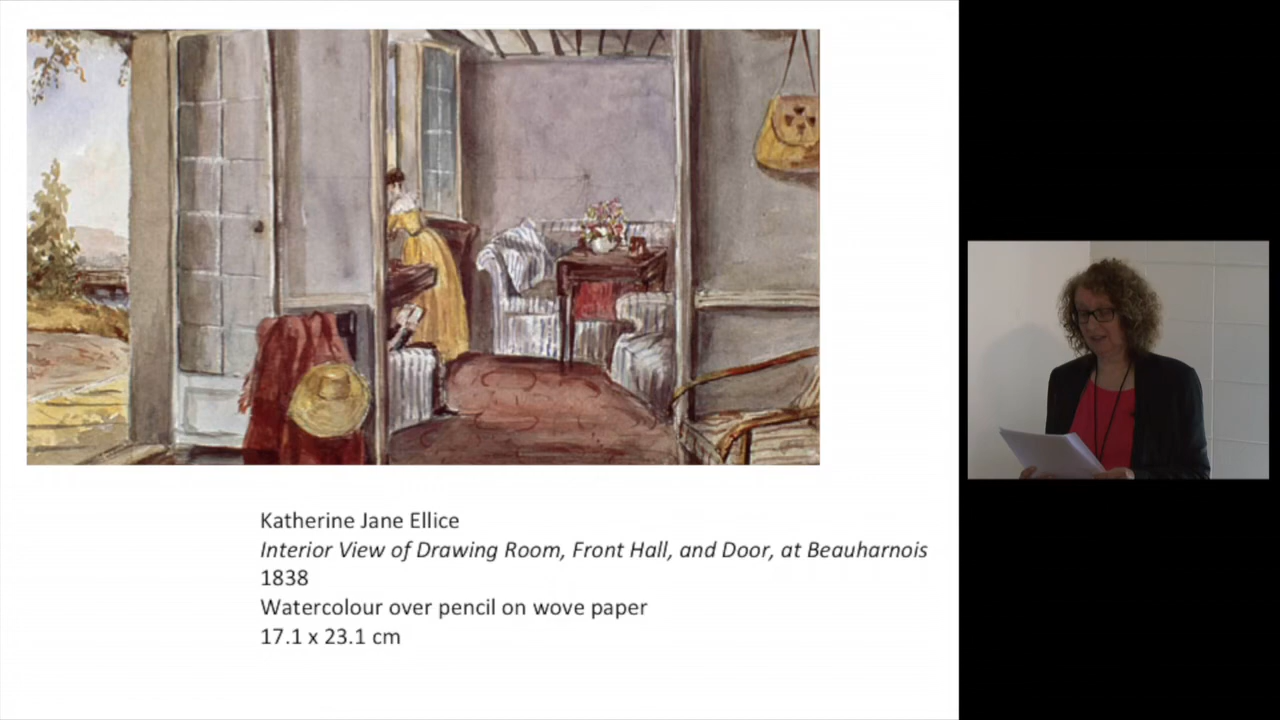 Katherine Jane Ellice
Interior View of Drawing Room, Front Hall, and Door, at Beauharnois
1838
Watercolour over pencil on wove paper
17.1 x 23.1 cm